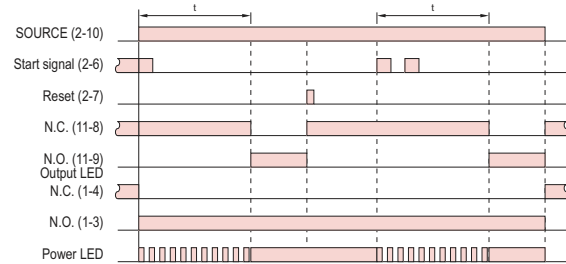 t
t
SOURCE (2-10)
Start signal (2-6)
Reset (2-7)
N.C. (11-8)
N.O. (11-9)
Output LED
N.C. (1-4)
N.O. (1-3)
Power LED